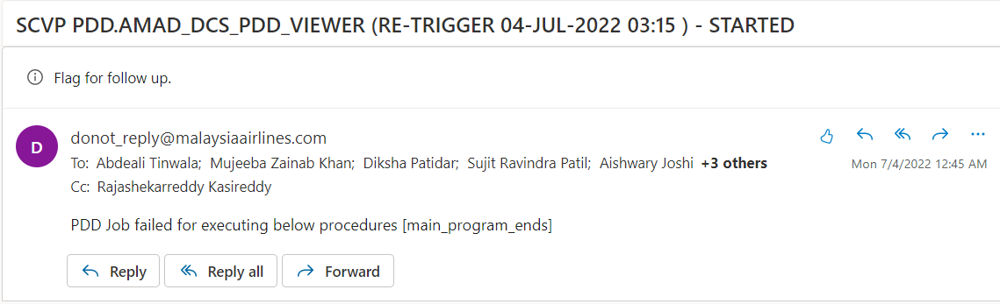 SCVP PDD.AMAD_DCS_PDD_VIEWER (RE-TRIGGER 04-JUL-2022 03:15 ) - STARTED
Flag for follow up.
D
donot_reply@malaysiaairlines.com
To: Abdeali Tinwala; Mujeeba Zainab Khan; Diksha Patidar; Sujit Ravindra Patil; Aishwary Joshi +3 others
Mon 7/4/2022 12:45 AM
Cc: Rajashekarreddy Kasireddy
PDD Job failed for executing below procedures [main_program_ends]
Reply Reply all Forward